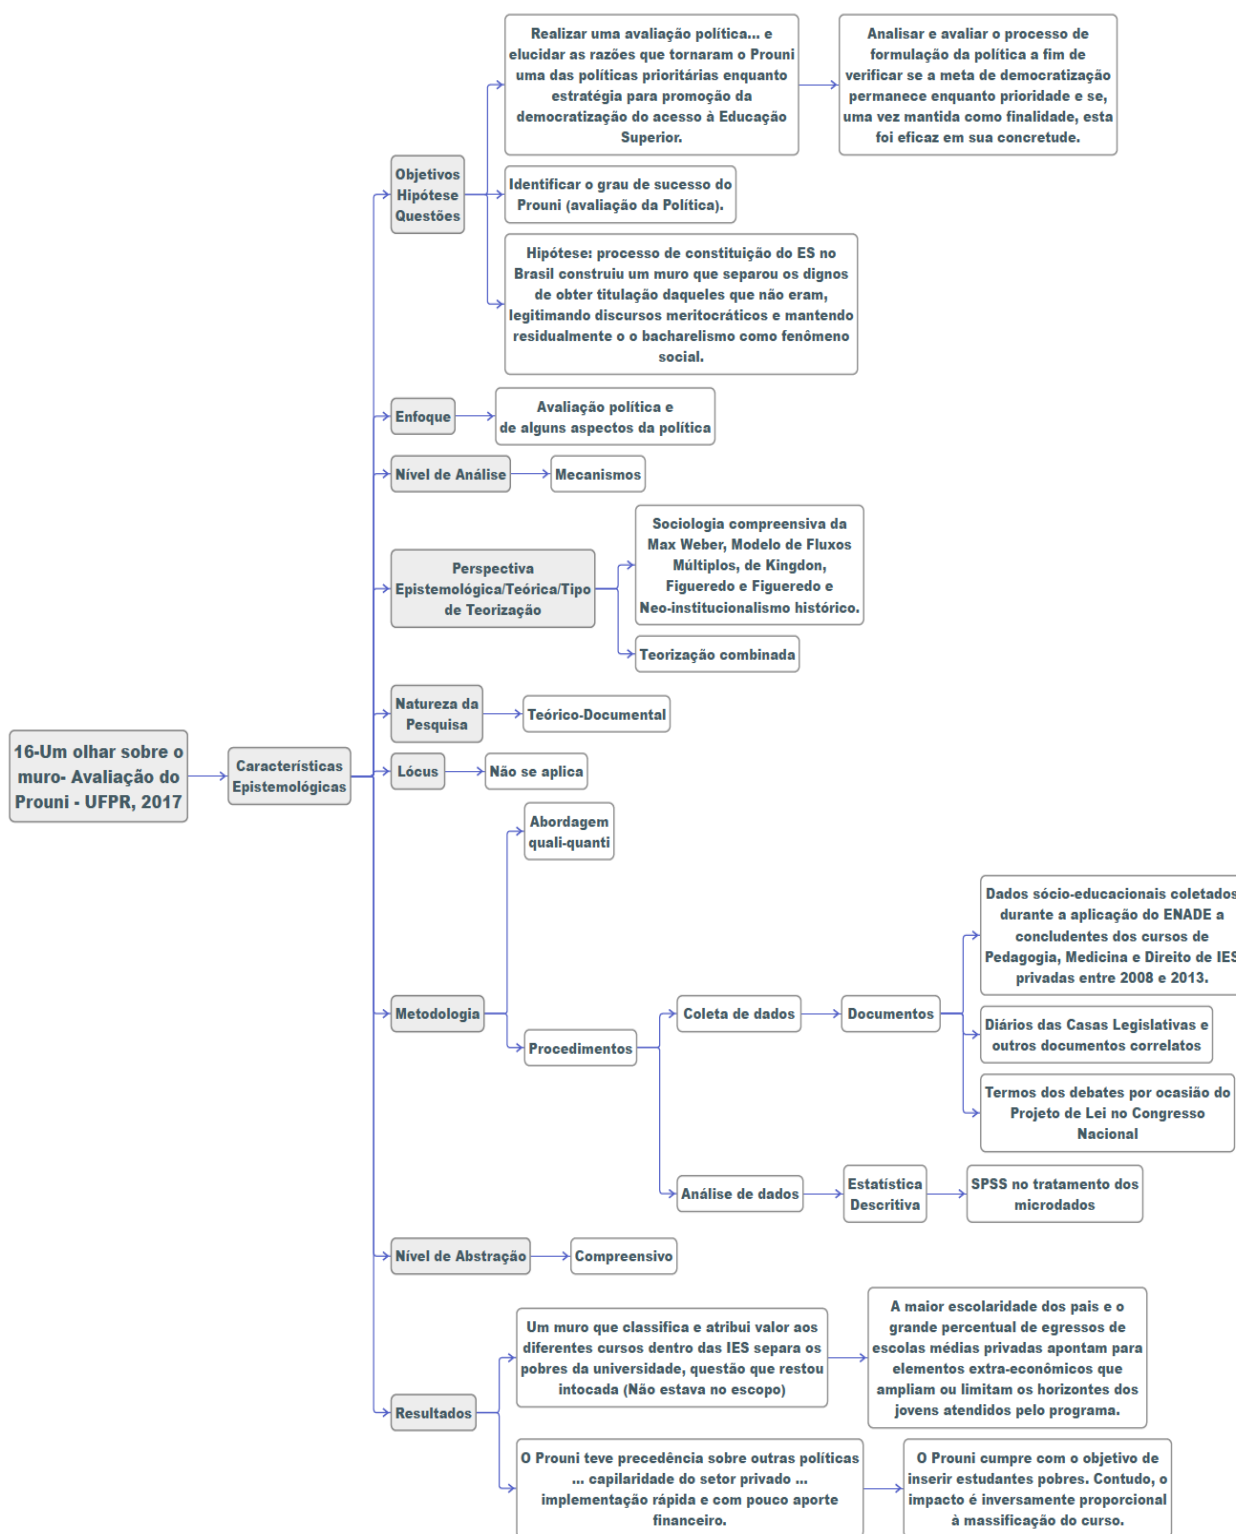 16-Um olhar sobre o
muro- Avaliação do
Prouni - UFPR, 2017
Características
Epistemológicas
Objetivos
Hipótese
Questões
Realizar uma avaliação política... e
elucidar as razões que tornaram o Prouni
uma das políticas prioritárias enquanto
estratégia para promoção da
democratização do acesso à Educação
Superior.
Analisar e avaliar o processo de
formulação da política a fim de
verificar se a meta de democratização
permanece enquanto prioridade e se,
uma vez mantida como finalidade, esta
foi eficaz em sua concretude.
Identificar o grau de sucesso do
Prouni (avaliação da Política).
Hipótese: processo de constituição do ES no
Brasil construiu um muro que separou os dignos
de obter titulação daqueles que não eram,
legitimando discursos meritocráticos e mantendo
residualmente o o bacharelismo como fenômeno
social.
Enfoque
Avaliação política e
de alguns aspectos da política
Nível de Análise
Mecanismos
Perspectiva
Epistemológica/Teórica/Tipo
de Teorização
Sociologia compreensiva da
Max Weber, Modelo de Fluxos
Múltiplos, de Kingdon,
Figueredo e Figueredo e
Neo-institucionalismo histórico.
Teorização combinada
Natureza da
Pesquisa
Teórico-Documental
Lócus
Não se aplica
Metodologia
Abordagem
quali-quanti
Procedimentos
Coleta de dados
Documentos
Dados sócio-educacionais coletados
durante a aplicação do ENADE a
concludentes dos cursos de
Pedagogia, Medicina e Direito de IES
privadas entre 2008 e 2013.
Diários das Casas Legislativas e
outros documentos correlatos
Termos dos debates por ocasião do
Projeto de Lei no Congresso
Nacional
Análise de dados
Estatística
Descritiva
SPSS no tratamento dos
microdados
Nível de Abstração
Compreensivo
Resultados
Um muro que classifica e atribui valor aos
diferentes cursos dentro das IES separa os
pobres da universidade, questão que restou
intocada (Não estava no escopo)
A maior escolaridade dos pais e o
grande percentual de egressos de
escolas médias privadas apontam para
elementos extra-econômicos que
ampliam ou limitam os horizontes dos
jovens atendidos pelo programa.
O Prouni teve precedência sobre outras políticas
... capilaridade do setor privado ...
implementação rápida e com pouco aporte
financeiro.
O Prouni cumpre com o objetivo de
inserir estudantes pobres. Contudo, o
impacto é inversamente proporcional
à massificação do curso.